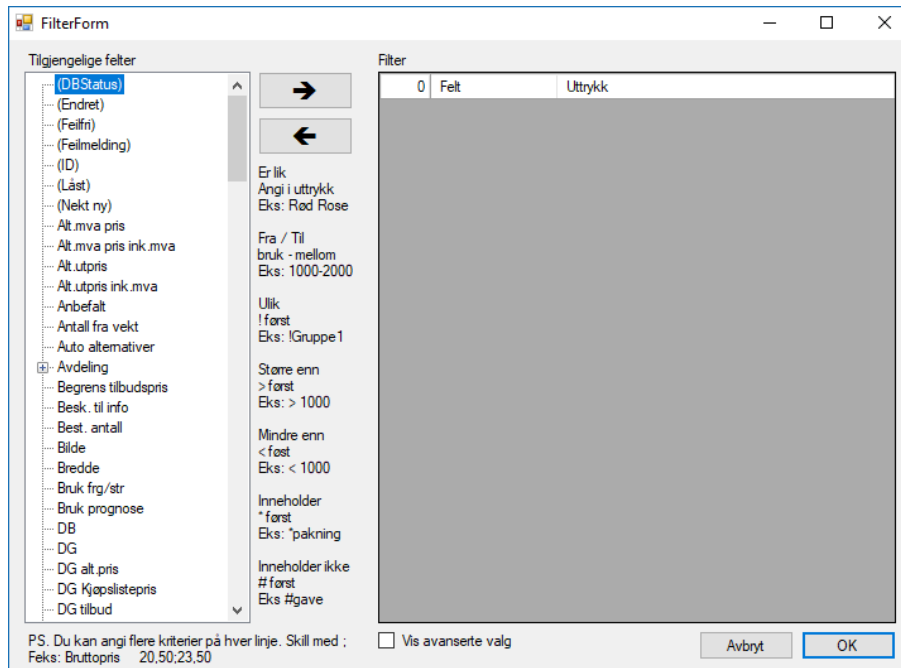 FilterForm
Tilgjengelige felter
(DBStatus)
(Endret)
(Feilfri)
(Feilmelding)
(ID)
(Låst)
(Nekt ny)
Alt.mva pris
Alt.mva pris ink.mva
Alt.utpris
Alt.utpris ink.mva
Anbefalt
Antall fra vekt
Auto alternativer
Avdeling
Begrens tilbudspris
Besk. til info
Best. antall
Bilde
Bredde
Bruk frg/str
Bruk prognose
DB
DG
DG alt.pris
DG Kjøpslistepris
DG tilbud
Er lik
Angi i uttrykk
Eks: Rød Rose
Fra / Til
bruk - mellom
Eks: 1000-2000
Ulik
! først
Eks: !Gruppe1
Større enn
> først
Eks: > 1000
Mindre enn
< føst
Eks: < 1000
Inneholder
* først
Eks: *pakning
Inneholder ikke
# først
Eks #gave
Filter
0 Felt Uttrykk
PS. Du kan angi flere kriterier på hver linje. Skill med ;
Feks: Bruttopris 20,50;23,50
Vis avanserte valg
Avbryt
OK